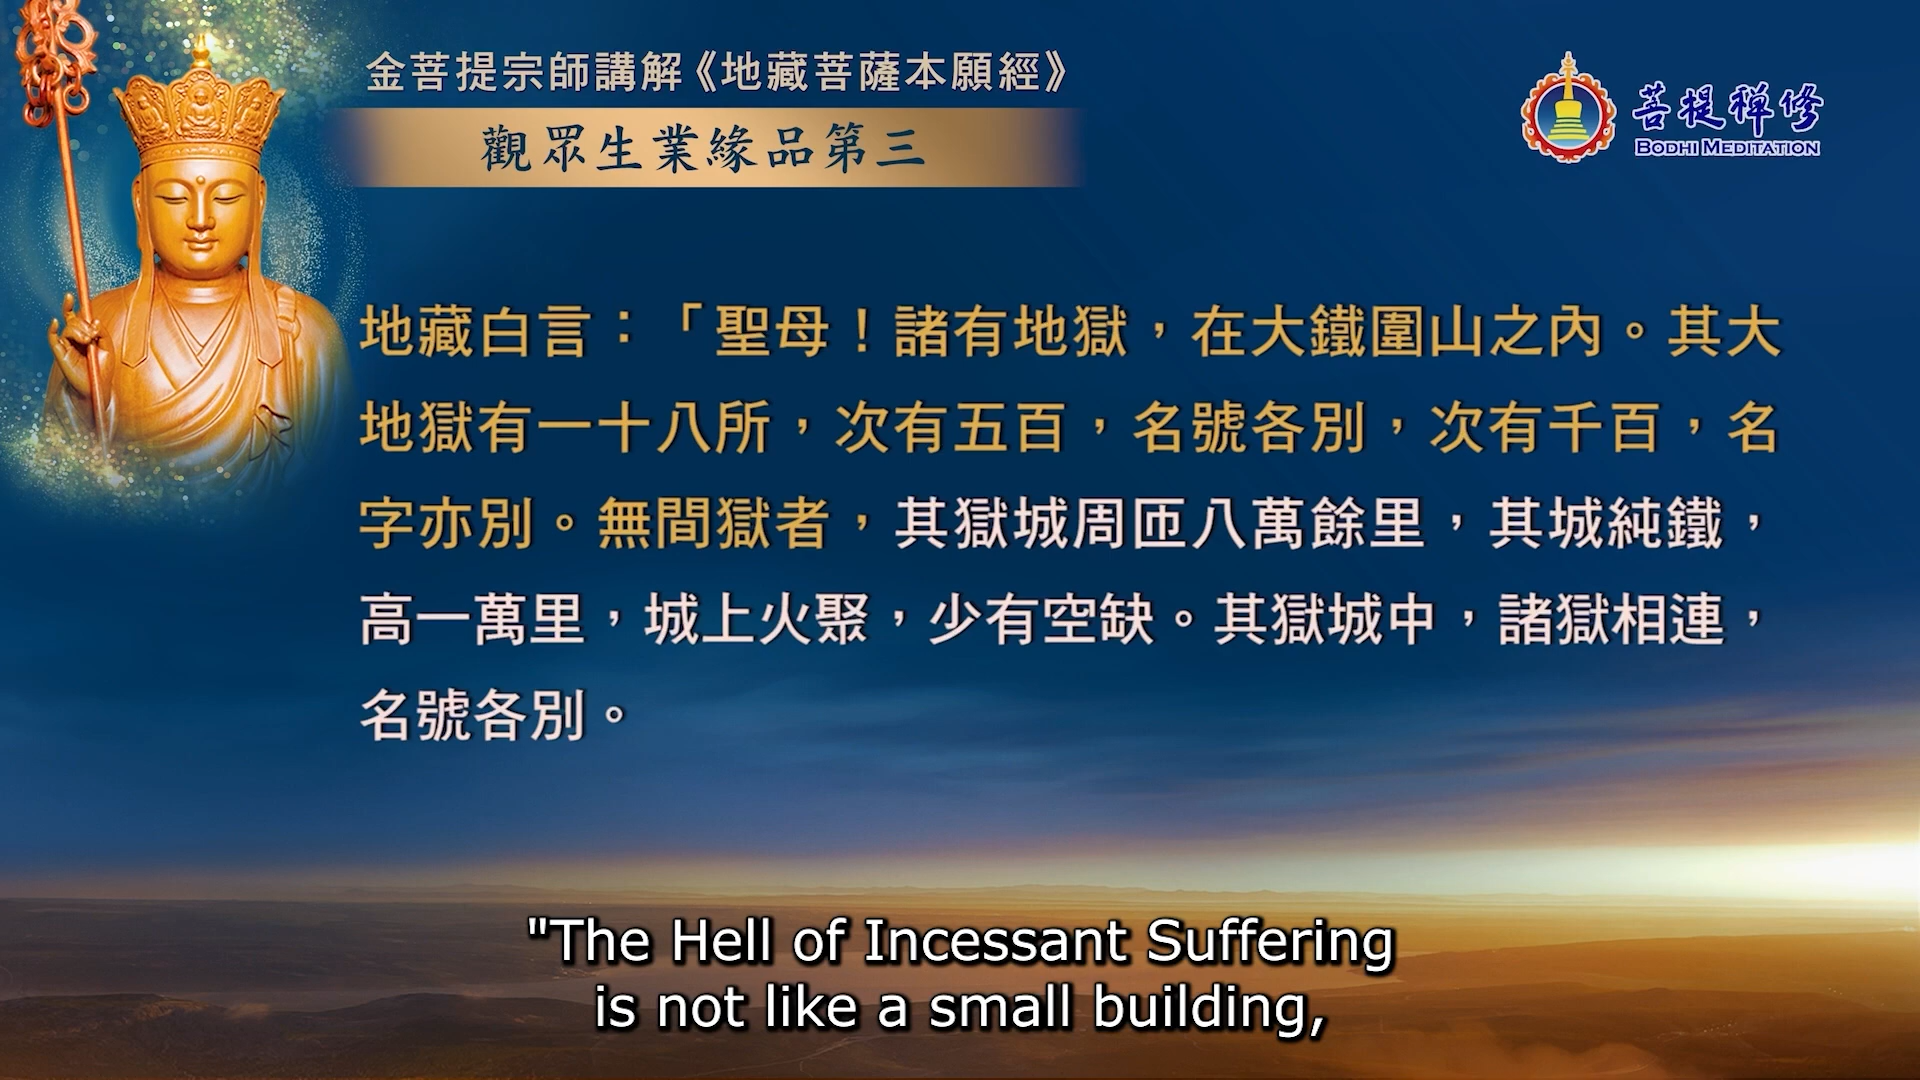 金菩提宗師講解《地藏菩薩本願經》
觀眾生業緣品第三
菩提禪修
BODHI MEDITATION
地藏白言：「聖母！諸有地獄，在大鐵圍山之內。其大
地獄有一十八所，次有五百，名號各別，次有千百，名
字亦別。無間獄者，其獄城周匝八萬餘里，其城純鐵，
高一萬里，城上火聚，少有空缺。其獄城中，諸獄相連，
名號各別。
"The Hell of Incessant Suffering
is not like a small building,